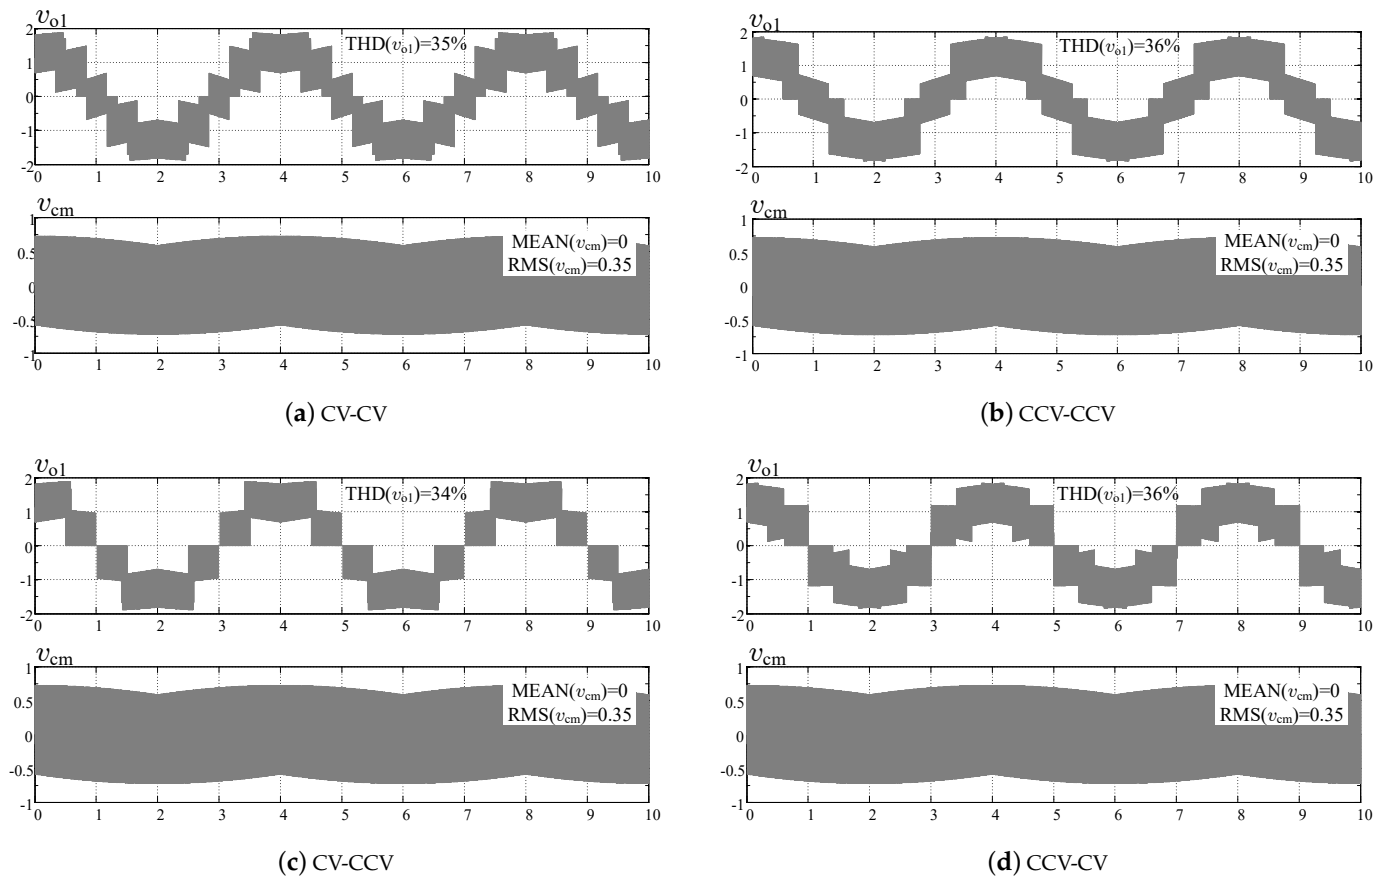 v_o1
2
1
0
-1
-2
THD(v_o1)=35%
0 1 2 3 4 5 6 7 8 9 10
v_cm
1
0.5
0
-0.5
-1
MEAN(v_cm)=0
RMS(v_cm)=0.35
0 1 2 3 4 5 6 7 8 9 10
(a) CV-CV
v_o1
2
1
0
-1
-2
THD(v_o1)=36%
0 1 2 3 4 5 6 7 8 9 10
v_cm
1
0.5
0
-0.5
-1
MEAN(v_cm)=0
RMS(v_cm)=0.35
0 1 2 3 4 5 6 7 8 9 10
(b) CCV-CCV
v_o1
2
1
0
-1
-2
THD(v_o1)=34%
0 1 2 3 4 5 6 7 8 9 10
v_cm
1
0.5
0
-0.5
-1
MEAN(v_cm)=0
RMS(v_cm)=0.35
0 1 2 3 4 5 6 7 8 9 10
(c) CV-CCV
v_o1
2
1
0
-1
-2
THD(v_o1)=36%
0 1 2 3 4 5 6 7 8 9 10
v_cm
1
0.5
0
-0.5
-1
MEAN(v_cm)=0
RMS(v_cm)=0.35
0 1 2 3 4 5 6 7 8 9 10
(d) CCV-CV